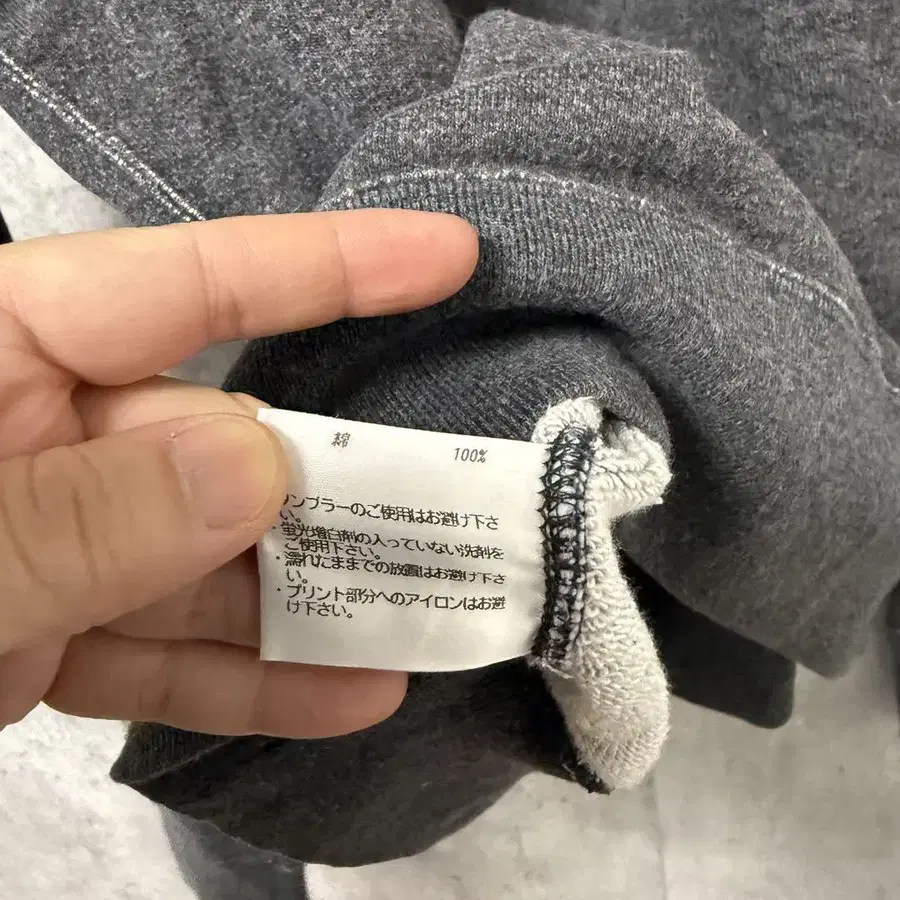 綿 100%
ンブラーのご使用はお避け下さ
い。
・蛍光増白剤の入っていない洗剤を
ご使用下さい。
・濡れたままでの放置はお避け下さ
い。
・プリント部分へのアイロンはお避
け下さい。